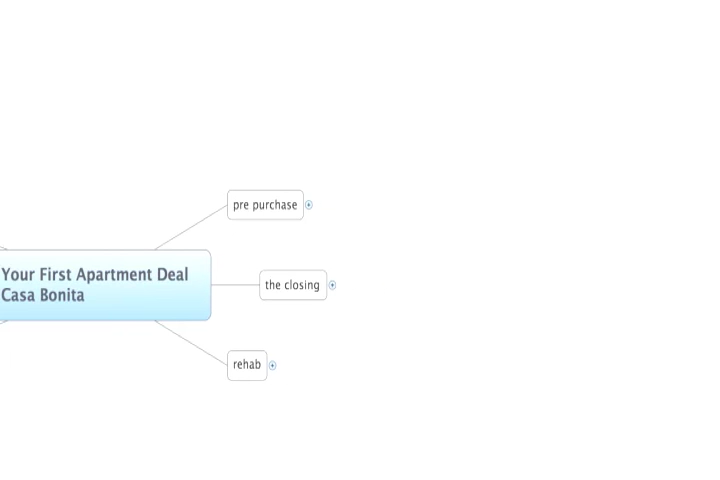 pre purchase
Your First Apartment Deal
Casa Bonita
the closing
rehab